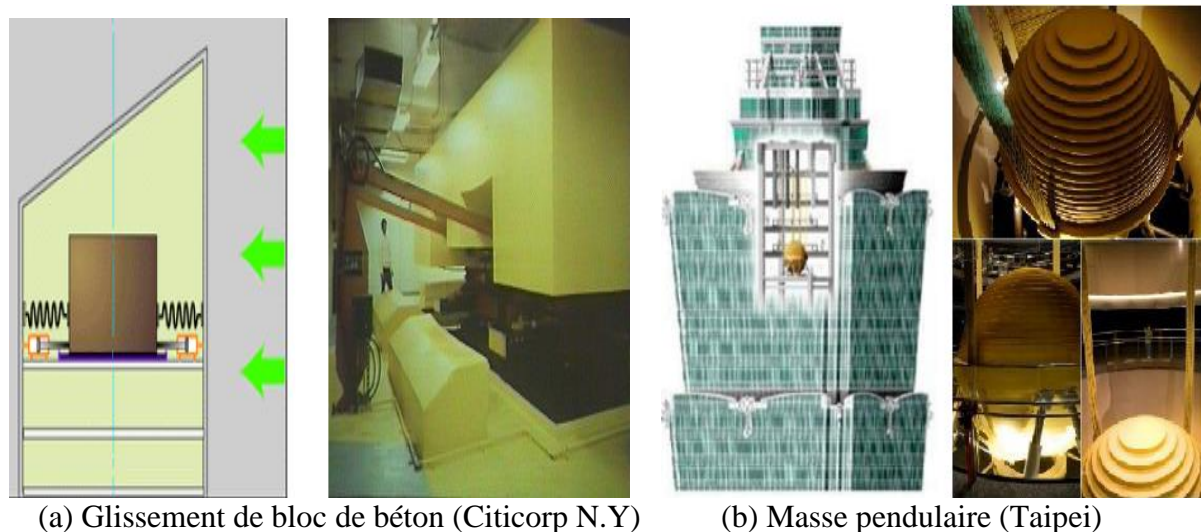 (a) Glissement de bloc de béton (Citicorp N.Y) (b) Masse pendulaire (Taipei)